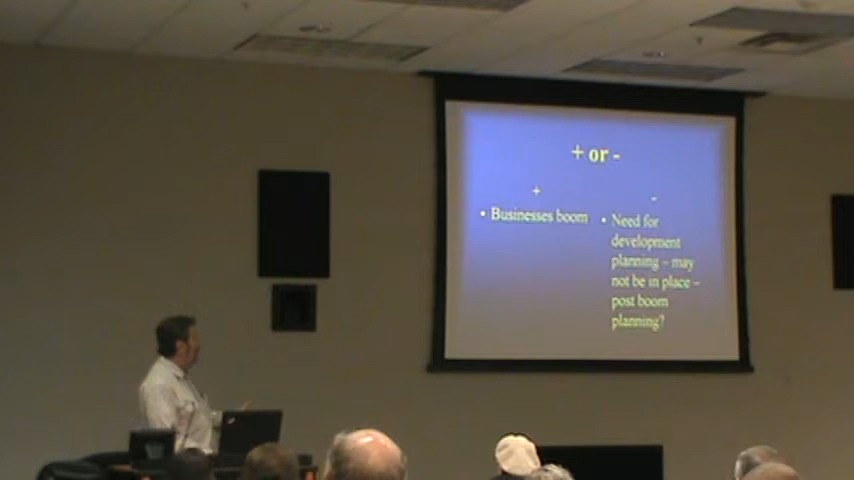 + or -
+
• Businesses boom
-
• Need for
development
planning – may
not be in place –
post boom
planning?